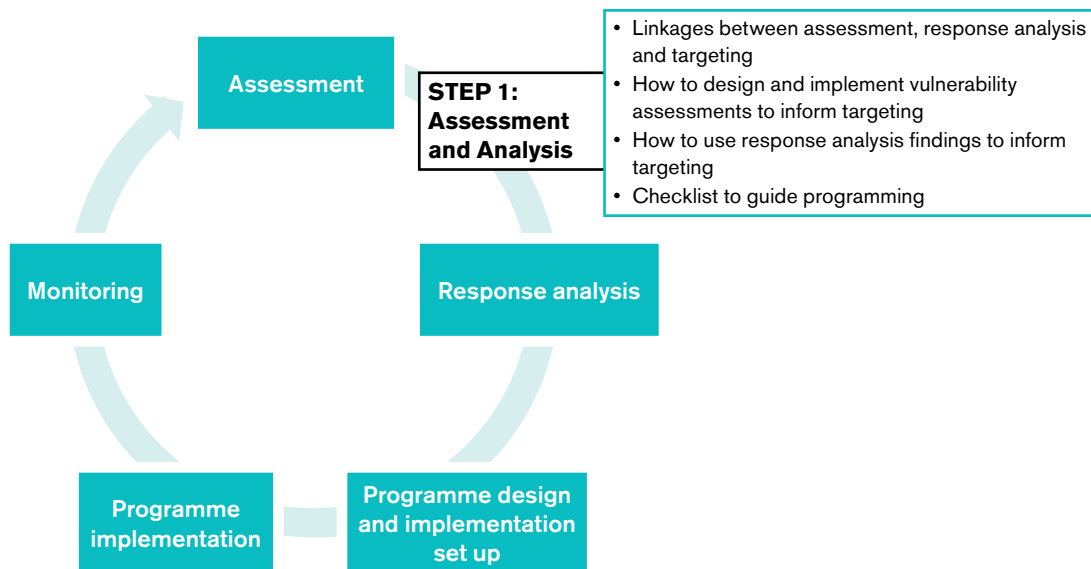 Assessment
STEP 1:
Assessment
and Analysis
• Linkages between assessment, response analysis
and targeting
• How to design and implement vulnerability
assessments to inform targeting
• How to use response analysis findings to inform
targeting
• Checklist to guide programming
Monitoring
Response analysis
Programme
implementation
Programme design
and implementation
set up